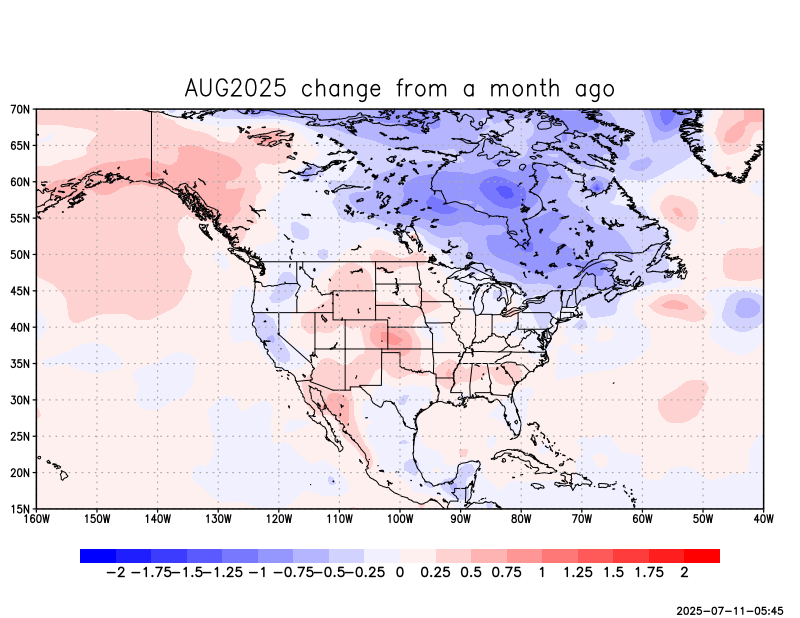 AUG2025 change from a month ago
70N
65N
60N
55N
50N
45N
40N
35N
30N
25N
20N
15N
160W 150W 140W 130W 120W 110W 100W 90W 80W 70W 60W 50W 40W
−2 −1.75 −1.5 −1.25 −1 −0.75 −0.5 −0.25 0 0.25 0.5 0.75 1 1.25 1.5 1.75 2
2025-07-11-05:45